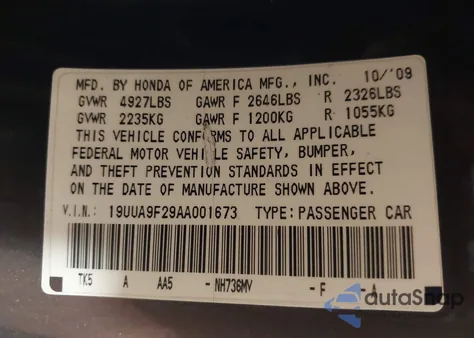 MFD. BY HONDA OF AMERICA MFG., INC. 10/'09
GVWR 4927LBS GAWR F 2646LBS R 2326LBS
GVWR 2235KG GAWR F 1200KG R 1055KG
THIS VEHICLE CONFORMS TO ALL APPLICABLE
FEDERAL MOTOR VEHICLE SAFETY, BUMPER,
AND THEFT PREVENTION STANDARDS IN EFFECT
ON THE DATE OF MANUFACTURE SHOWN ABOVE.
V.I.N.: 19UUA9F29AA001673 TYPE: PASSENGER CAR
TK5 A AA5 -NH736MV -F -A
autaSnap